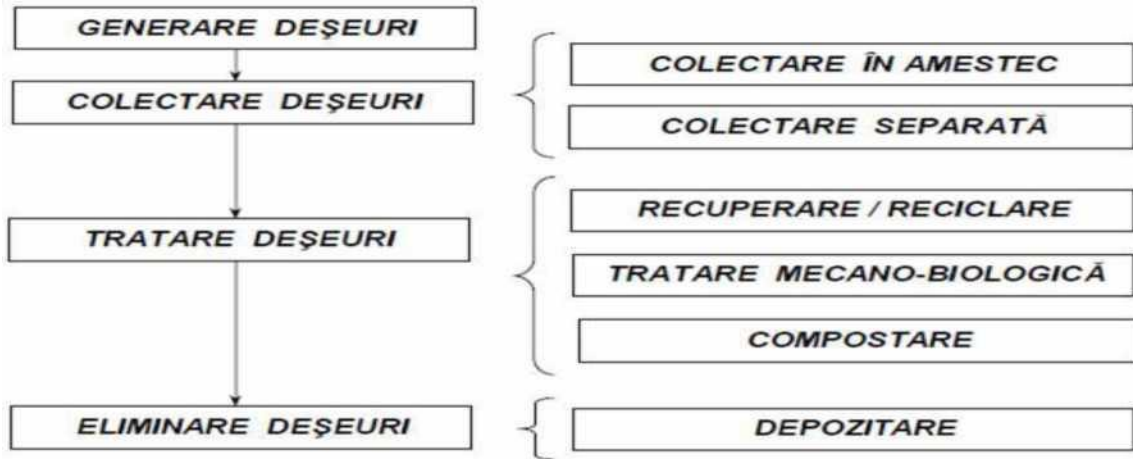 GENERARE DEŞEURI
COLECTARE DEŞEURI
COLECTARE ÎN AMESTEC
COLECTARE SEPARATĂ
TRATARE DEŞEURI
RECUPERARE / RECICLARE
TRATARE MECANO-BIOLOGICĂ
COMPOSTARE
ELIMINARE DEŞEURI
DEPOZITARE